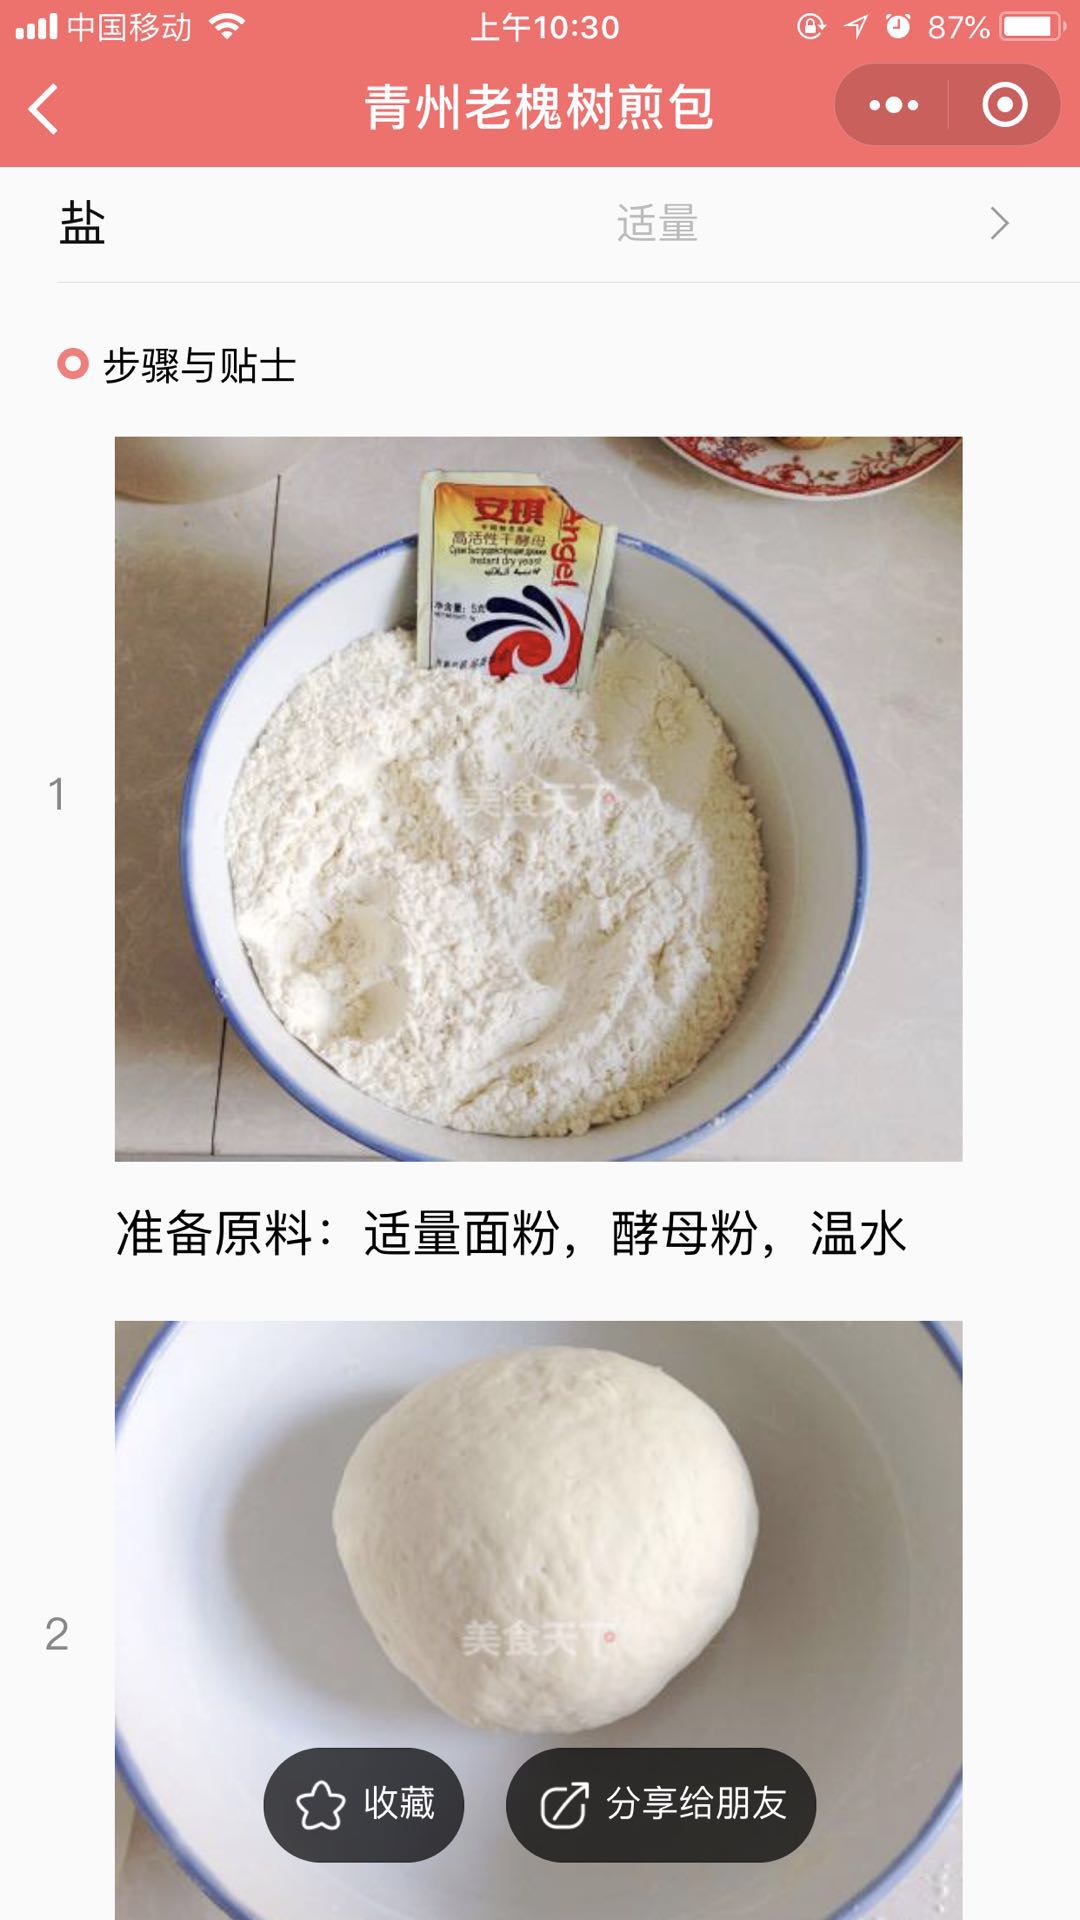 中国移动
上午10:30
87%
青州老槐树煎包
盐
适量
步骤与贴士
安琪
Angel
高活性干酵母
Instant dry yeast
净含量：5克
美食天下
1
准备原料：适量面粉，酵母粉，温水
美食天下
2
收藏
分享给朋友